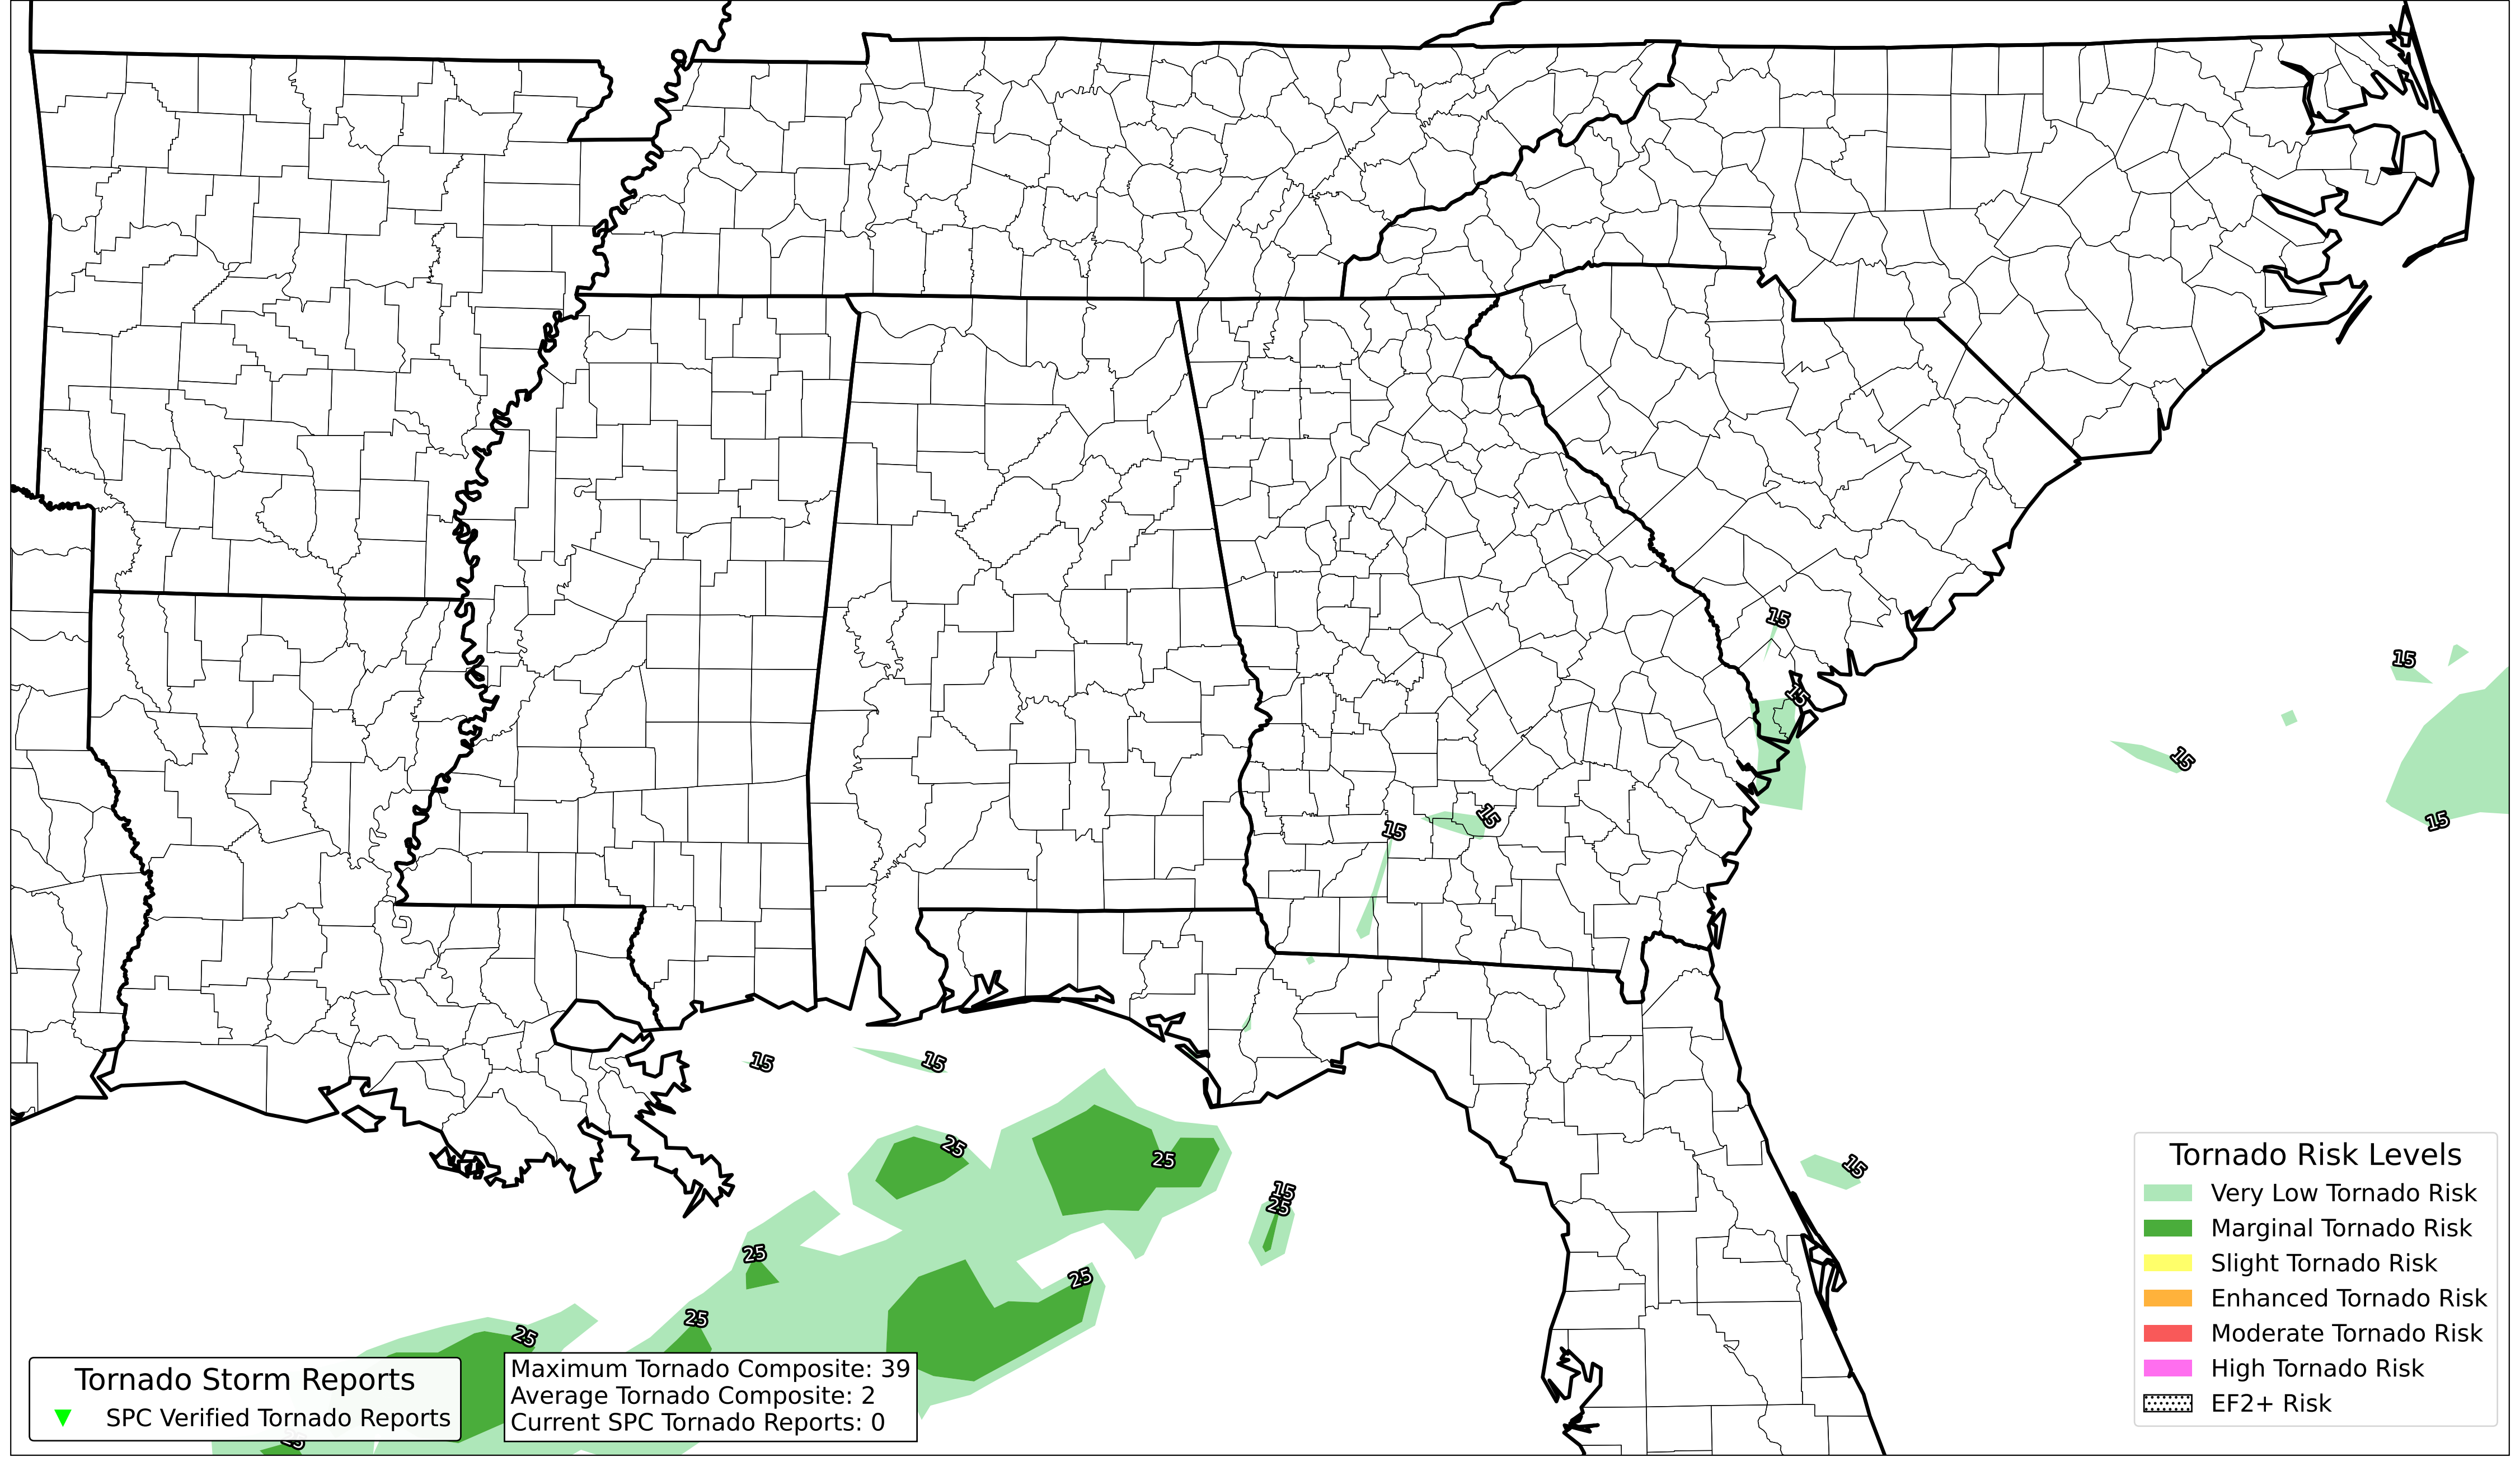 15
15
15
15
15
15
15
15
15
25
25
15
15
25
25
25
25
25
Tornado Storm Reports
SPC Verified Tornado Reports
Maximum Tornado Composite: 39
Average Tornado Composite: 2
Current SPC Tornado Reports: 0
Tornado Risk Levels
Very Low Tornado Risk
Marginal Tornado Risk
Slight Tornado Risk
Enhanced Tornado Risk
Moderate Tornado Risk
High Tornado Risk
EF2+ Risk